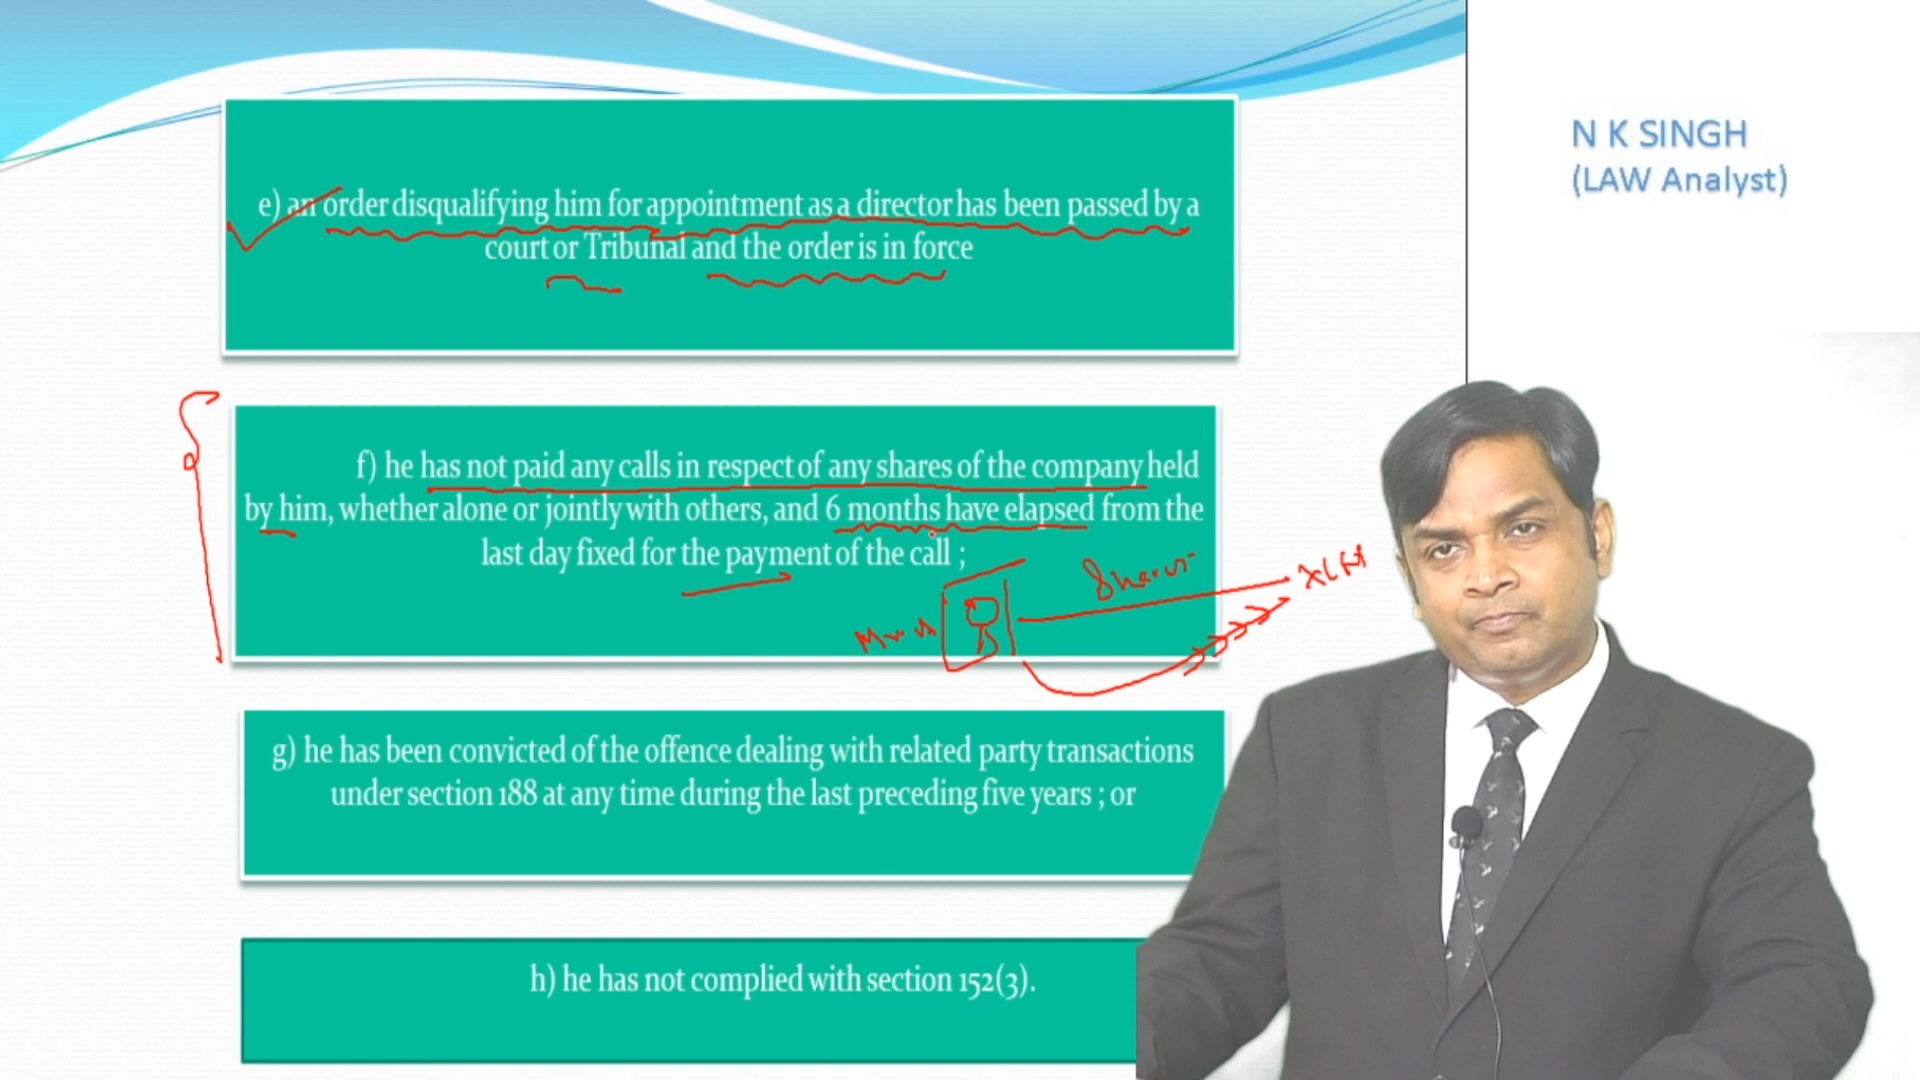 N K SINGH
(LAW Analyst)
e) an order disqualifying him for appointment as a director has been passed by a
court or Tribunal and the order is in force
f) he has not paid any calls in respect of any shares of the company held
by him, whether alone or jointly with others, and 6 months have elapsed from the
last day fixed for the payment of the call ;
Shares
g) he has been convicted of the offence dealing with related party transactions
under section 188 at any time during the last preceding five years ; or
h) he has not complied with section 152(3).